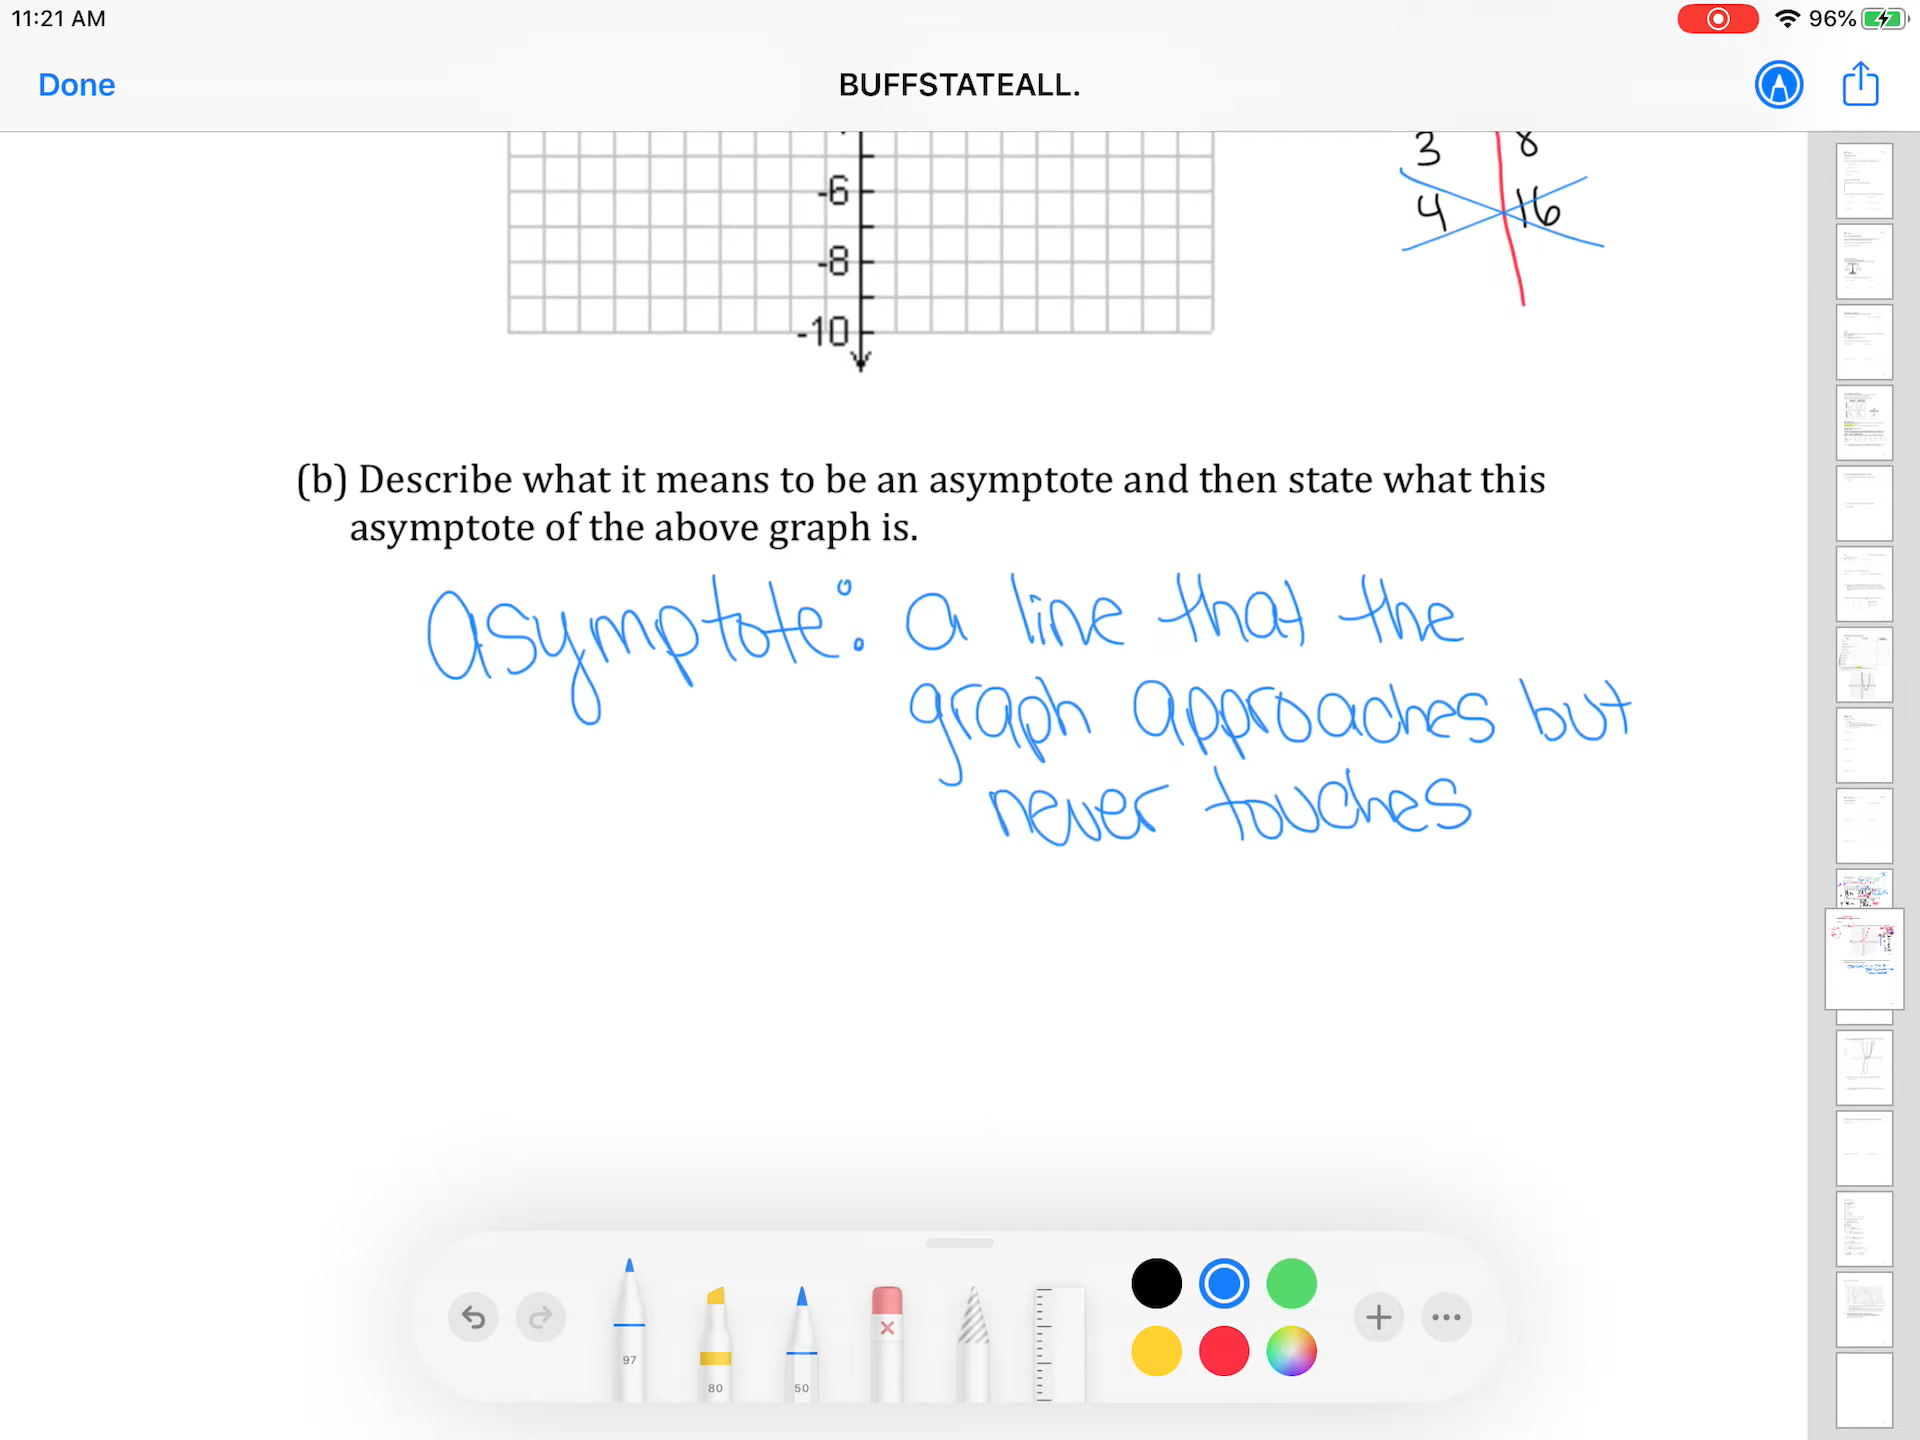 11:21 AM
96%
Done
BUFFSTATEALL.
3 8
-6
4 16
-8
-10
(b) Describe what it means to be an asymptote and then state what this
asymptote of the above graph is.
asymptote: a line that the
graph approaches but
never touches
97
80
50